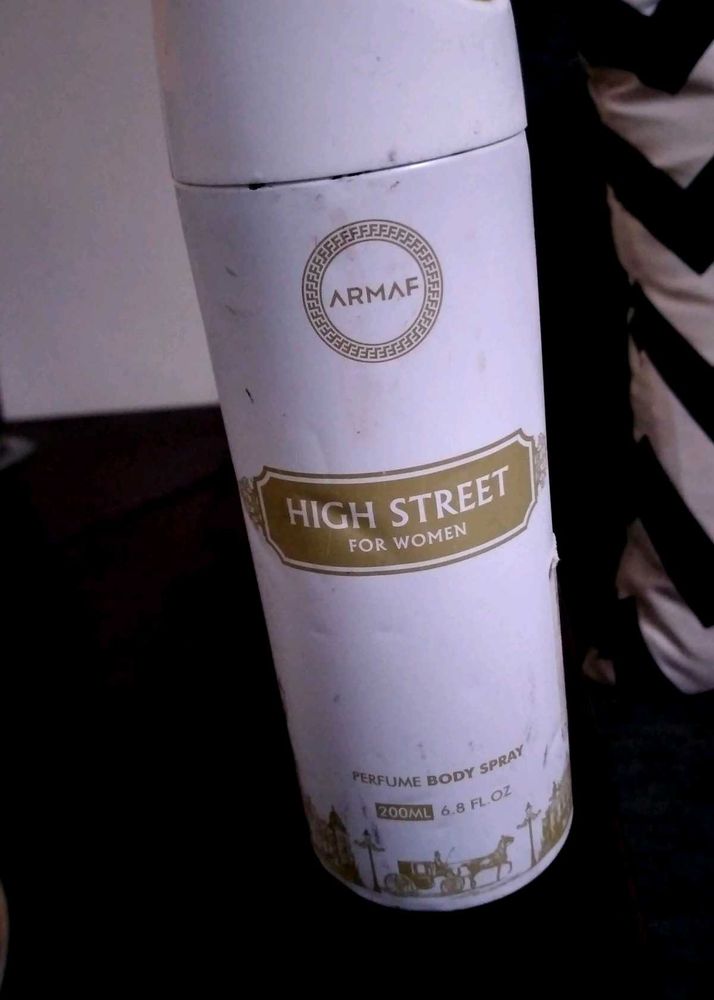 ARMAF
HIGH STREET
FOR WOMEN
PERFUME BODY SPRAY
200ML 6.8 FL.OZ